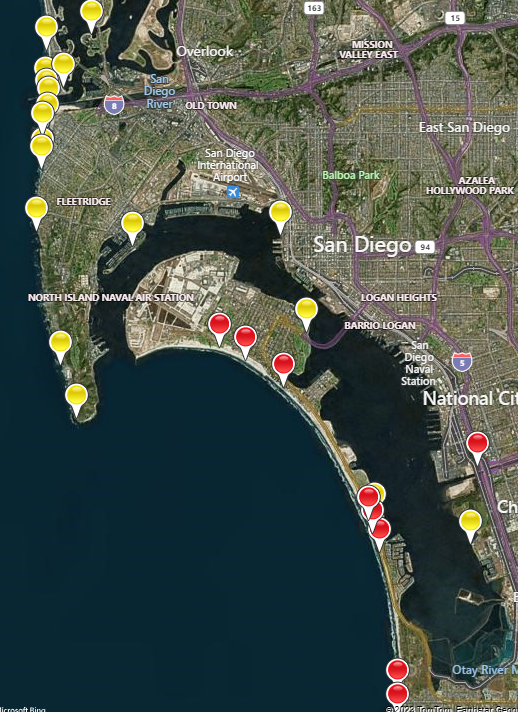 163
15
Overlook
MISSION
VALLEY EAST
San
Diego
River
8
OLD TOWN
East San Diego
San Diego
International
Airport
Balboa Park
AZALEA
HOLLYWOOD PARK
FLEETRIDGE
San Diego
94
NORTH ISLAND NAVAL AIR STATION
LOGAN HEIGHTS
BARRIO LOGAN
San
Diego
Naval
Station
5
National Cit
Ch
Otay River M
icrosoft Bing
© 2023 TomTom, Earthstar Geog